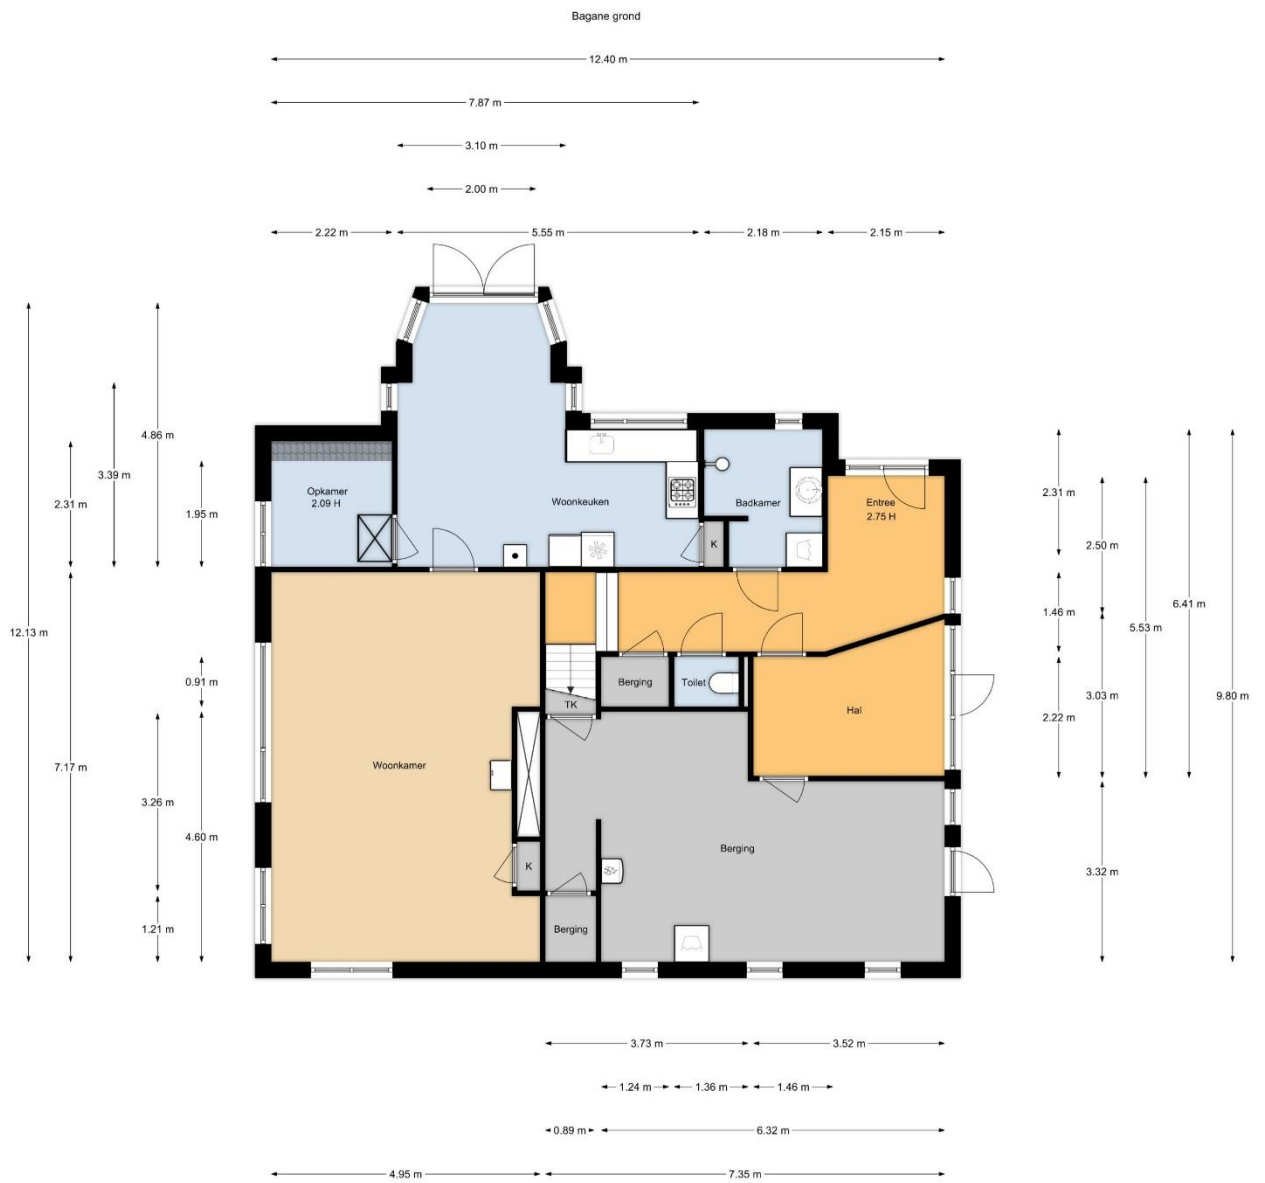 Bagane grond
12.40 m
7.87 m
3.10 m
2.00 m
2.22 m
5.55 m
2.18 m
2.15 m
12.13 m
2.31 m
7.17 m
3.39 m
4.86 m
3.26 m
1.21 m
1.95 m
0.91 m
4.60 m
Opkamer
2.09 H
Woonkeuken
Badkamer
Entree
2.75 H
K
Berging
Toilet
TK
Hal
Woonkamer
Berging
K
Berging
2.31 m
1.46 m
2.22 m
2.50 m
3.03 m
3.32 m
5.53 m
6.41 m
9.80 m
3.73 m
3.52 m
1.24 m
1.36 m
1.46 m
0.89 m
6.32 m
4.95 m
7.35 m